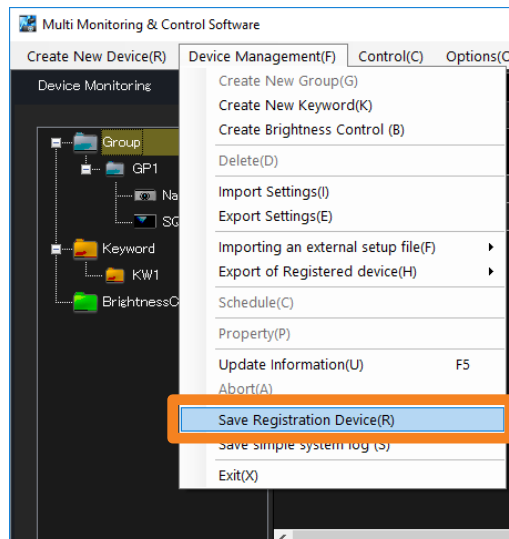 Multi Monitoring & Control Software
Create New Device(R) Device Management(F) Control(C) Options(
Device Monitoring
Create New Group(G)
Create New Keyword(K)
Create Brightness Control (B)
Delete(D)
Import Settings(I)
Export Settings(E)
Importing an external setup file(F)
Export of Registered device(H)
Schedule(C)
Property(P)
Update Information(U) F5
Abort(A)
Save Registration Device(R)
Save simple system log (S)
Exit(X)
Group
GP1
Na
SQ
Keyword
KW1
BrightnessC